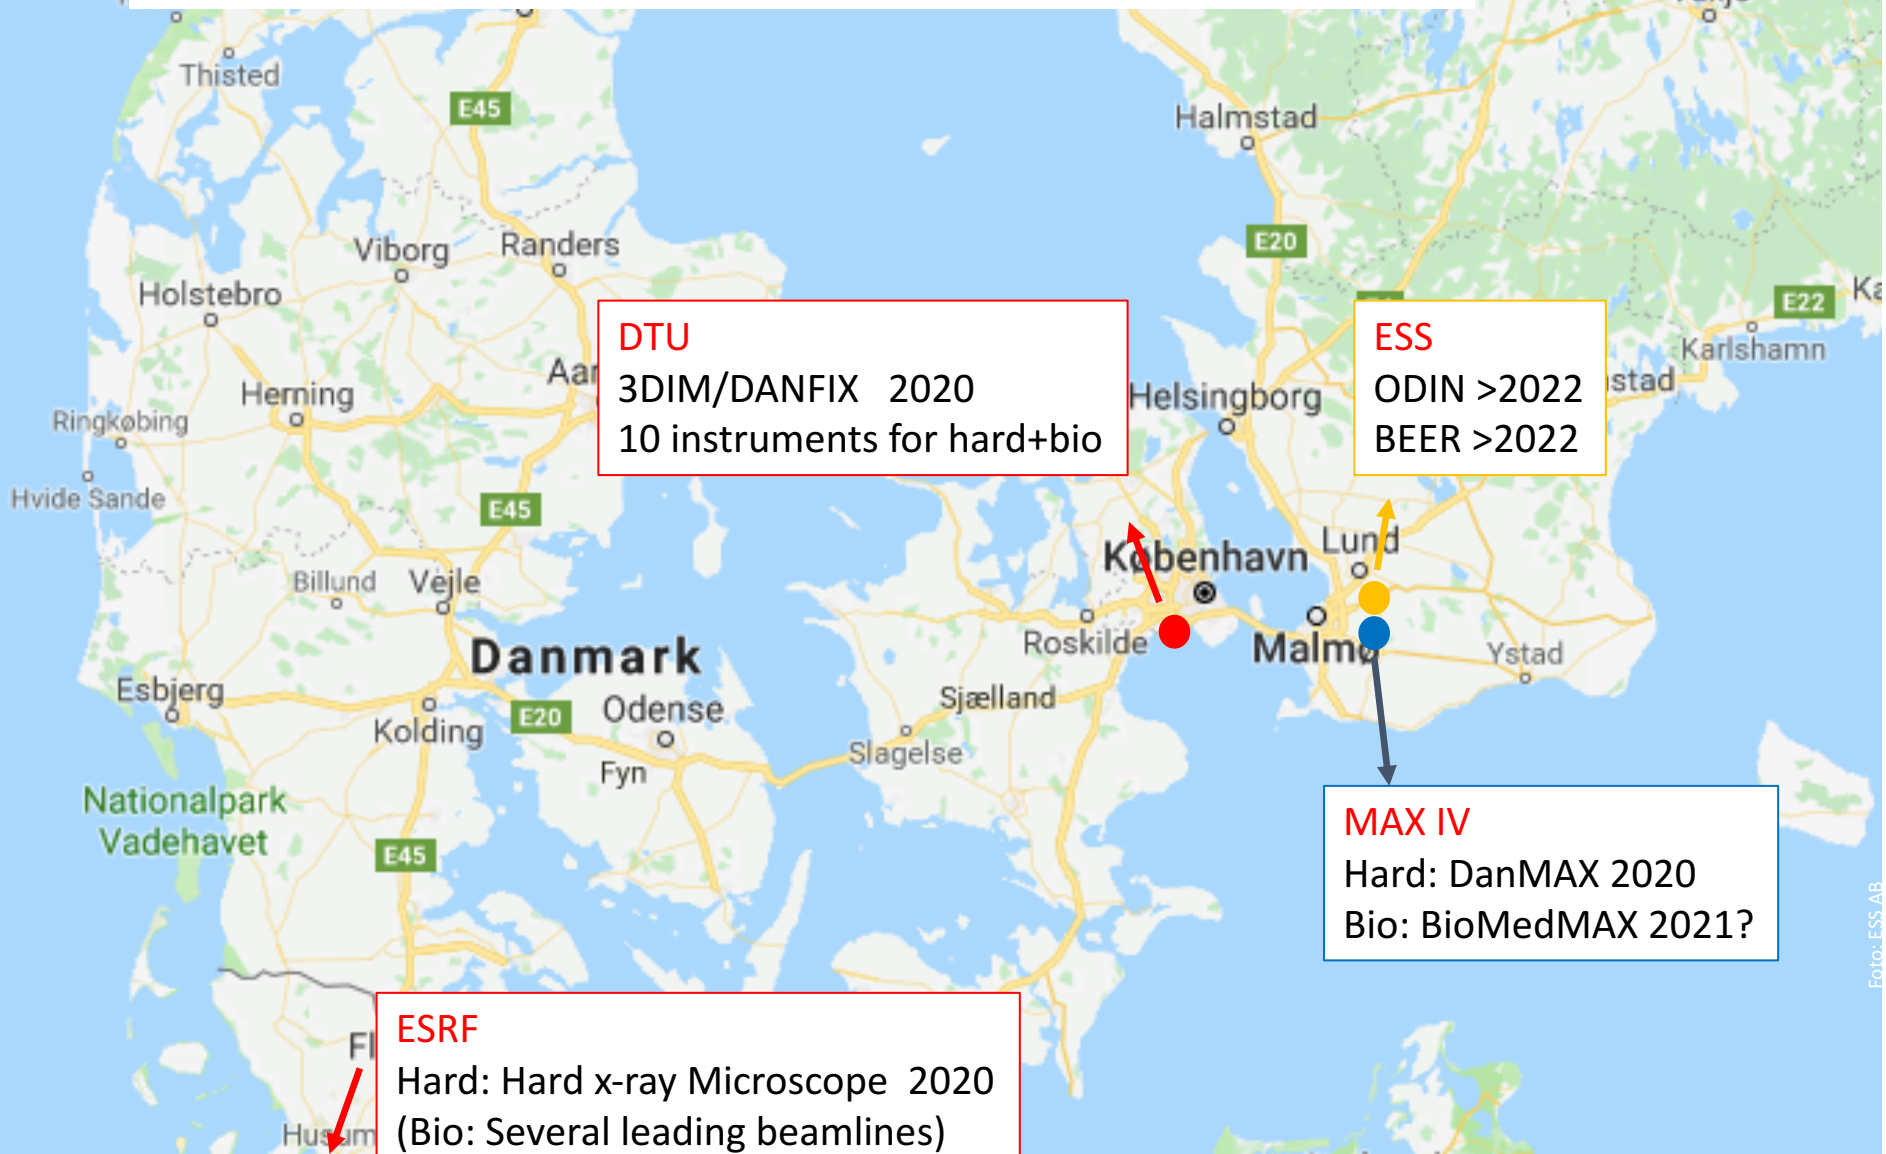 Thisted
E45
Halmstad
Viborg
Randers
E20
Holstebro
E22
DTU
3DIM/DANFIX 2020
10 instruments for hard+bio
ESS
ODIN >2022
BEER >2022
Karlshamn
Herning
Helsingborg
Ringkøbing
Hvide Sande
E45
København
Lund
Billund
Vejle
Roskilde
Malmø
Ystad
Danmark
Esbjerg
Sjælland
E20
Odense
Kolding
Slagelse
Fyn
Nationalpark
Vadehavet
E45
MAX IV
Hard: DanMAX 2020
Bio: BioMedMAX 2021?
Foto: ESS AB
ESRF
Hard: Hard x-ray Microscope 2020
(Bio: Several leading beamlines)